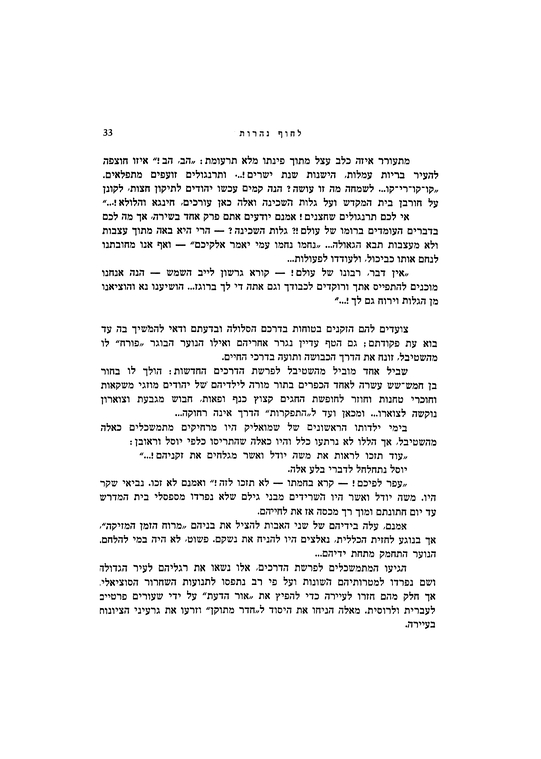 לחוף נהרות 33
מתעורר איזה כלב עצל מתוך פינתו מלא תרעומת: „הב, הב!" איזו חוצפה
להעיר בריות עמלות, הישנות שנת ישרים!.. ותרנגולים זועפים מתפלאים.
„קו־קו־רי־קו... לשמחה מה זו עושה? הנה קמים עכשו יהודים לתיקון חצות, לקונן
על חורבן בית המקדש ועל גלות השכינה ואלה כאן עורכים, חינגא והלולא!..."
אי לכם תרנגולים שחצנים! אמנם יודעים אתם פרק אחד בשירה, אך מה לכם
בדברים העומדים ברומו של עולם!? גלות השכינה? — הרי היא באה מתוך עצבות
ולא מעצבות תבא הגאולה... „נחמו נחמו עמי יאמר אלקיכם" — ואף אנו מחובתנו
לנחם אותו כביכול, ולעודדו לפעולות...
„אין דבר, רבונו של עולם! — קורא גרשון לייב השמש — הנה אנחנו
מוכנים להתפייס אתך ורוקדים לכבודך וגם אתה די לך ברוגז... הושיענו נא והוציאנו
מן הגלות וירוח גם לך!..."
צועדים להם הזקנים בטוחות בדרכם הסלולה ובדעתם ודאי להמשיך בה עד
בוא עת פקודתם; גם הטף עדיין נגרר אחריהם ואילו הנוער הבוגר „פורח" לו
מהשטיבל, זונח את הדרך הכבושה ותועה בדרכי החיים.
שביל אחד מוביל מהשטיבל לפרשת הדרכים החדשות: הולך לו בחור
בן חמש־שש עשרה לאחד הכפרים בתור מורה לילדיהם של יהודים מוזגי משקאות
וחוכרי טחנות וחוזר לחופשת החגים קצוץ כנף ופאות, חבוש מגבעת וצוארון
נוקשה לצוארו... ומכאן ועד ל„התפקרות" הדרך אינה רחוקה...
בימי ילדותו הראשונים של שמואליק היו מרחיקים מתמשכלים כאלה
מהשטיבל, אך הללו לא נרתעו כלל והיו כאלה שהתריסו כלפי יוסל וראובן:
„עוד תזכו לראות את משה יודל ואשר מגלחים את זקניהם!..."
יוסל נתחלחל לדברי בלע אלה.
„עפר לפיכם! — קרא בחמתו — לא תזכו לזה!" ואמנם לא זכו. נביאי שקר
היו. משה יודל ואשר היו השרידים מבני גילם שלא נפרדו מספסלי בית המדרש
עד יום חתונתם ומוך רך מכסה אז את לחייהם.
אמנם, עלה בידיהם של שני האבות להציל את בניהם „מרוח הזמן המזיקה",
אך בנוגע לחזית הכללית, נאלצים היו להניח את נשקם. פשוט, לא היה במי להלחם.
הנוער התחמק מתחת ידיהם...
הגיעו המתמשכלים לפרשת הדרכים, אלו נשאו את רגליהם לעיר הגדולה
ושם נפרדו למטרותיהם השונות ועל פי רב נתפסו לתנועות השחרור הסוציאלי,
אך חלק מהם חזרו לעיירה כדי להפיץ את „אור הדעת" על ידי שעורים פרטיים
לעברית ולרוסית. מאלה הניחו את היסוד ל„חדר מתוקן" וזרעו את גרעיני הציונות
בעיירה.